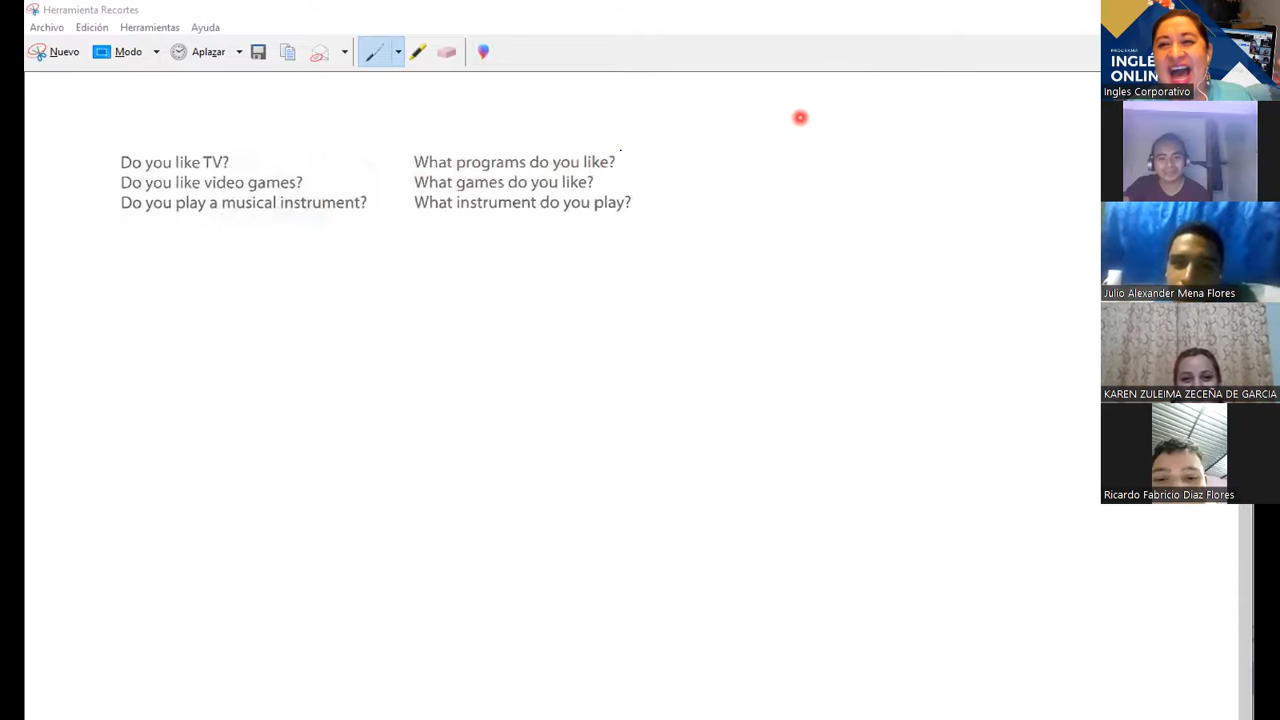 Herramienta Recortes
Archivo Edición Herramientas Ayuda
Nuevo Modo Aplazar
Do you like TV? What programs do you like?
Do you like video games? What games do you like?
Do you play a musical instrument? What instrument do you play?
PROGRAMA
INGLÉ
ONLIN
Ingles Corporativo
Julio Alexander Mena Flores
KAREN ZULEIMA ZECEÑA DE GARCIA
Ricardo Fabricio Diaz Flores